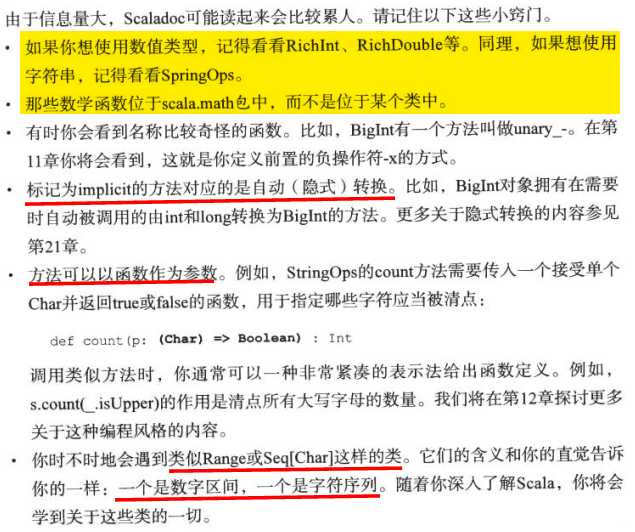 由于信息量大，Scaladoc可能读起来会比较累人。请记住以下这些小窍门。
• 如果你想使用数值类型，记得看看RichInt、RichDouble等。同理，如果想使用
字符串，记得看看SpringOps。
• 那些数学函数位于scala.math包中，而不是位于某个类中。
• 有时你会看到名称比较奇怪的函数。比如，BigInt有一个方法叫做unary_-。在第
11章你将会看到，这就是你定义前置的负操作符-x的方式。
• 标记为implicit的方法对应的是自动（隐式）转换。比如，BigInt对象拥有在需要
时自动被调用的由int和long转换为BigInt的方法。更多关于隐式转换的内容参见
第21章。
• 方法可以以函数作为参数。例如，StringOps的count方法需要传入一个接受单个
Char并返回true或false的函数，用于指定哪些字符应当被清点：
def count(p: (Char) => Boolean) : Int
调用类似方法时，你通常可以一种非常紧凑的表示法给出函数定义。例如，
s.count(_.isUpper)的作用是清点所有大写字母的数量。我们将在第12章探讨更多
关于这种编程风格的内容。
• 你时不时地会遇到类似Range或Seq[Char]这样的类。它们的含义和你的直觉告诉
你的一样：一个是数字区间，一个是字符序列。随着你深入了解Scala，你将会
学到关于这些类的一切。